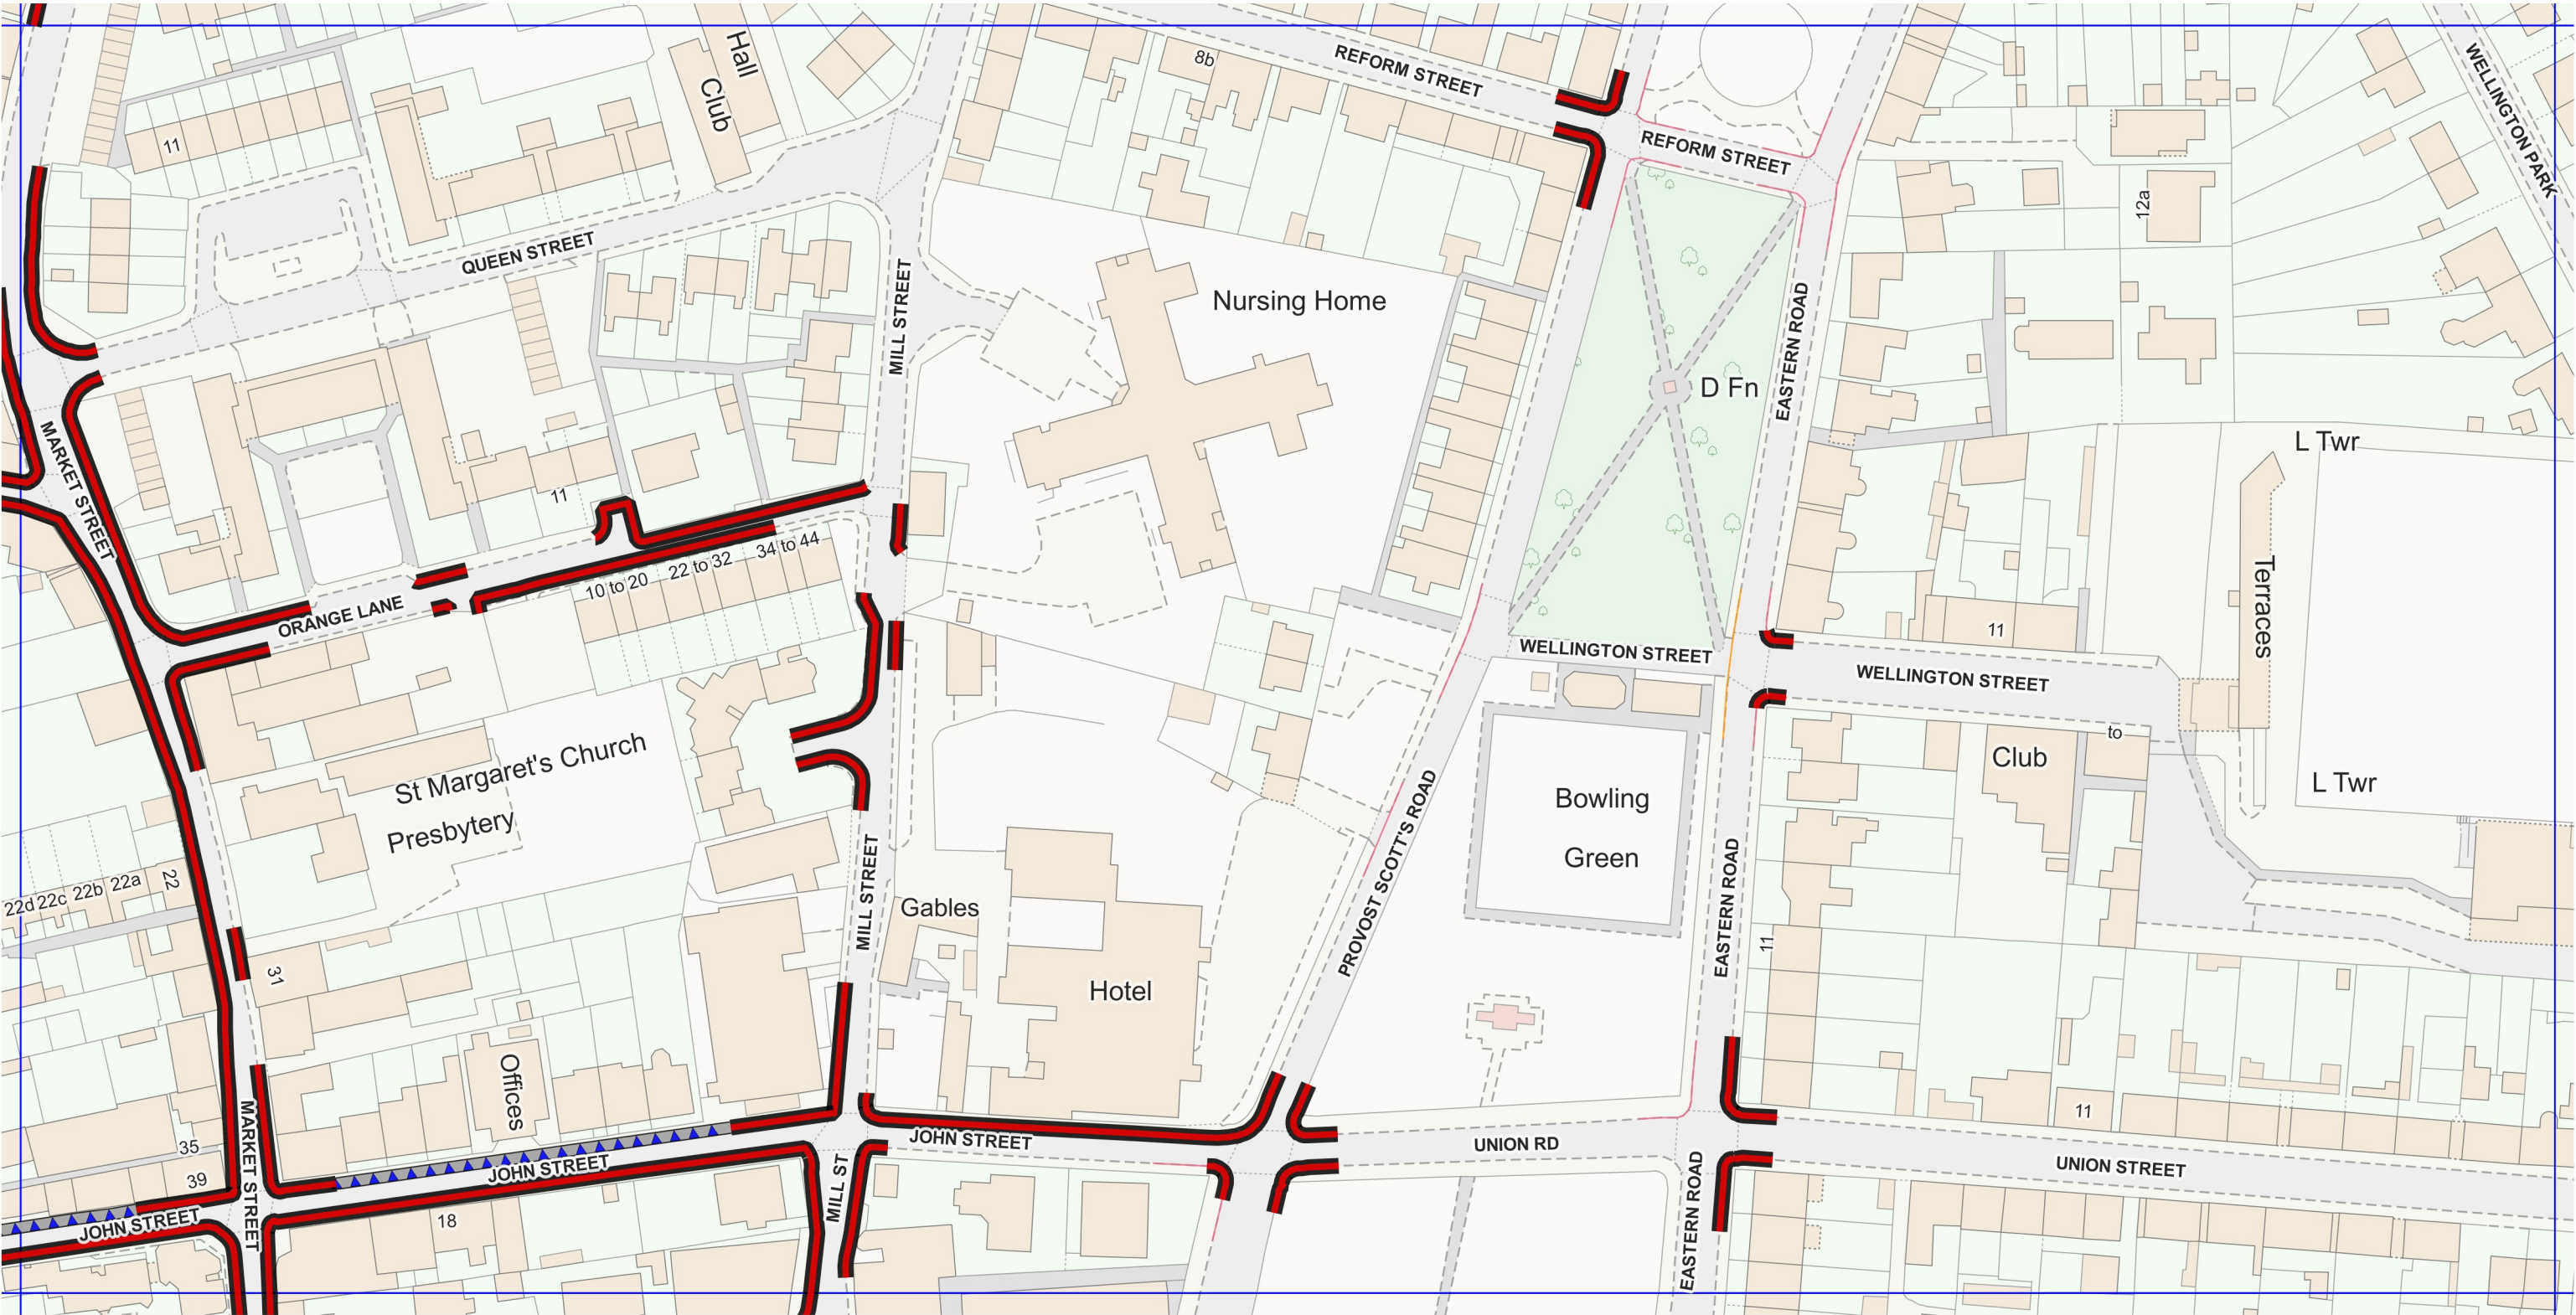 REFORM STREET
8b
Hall
Club
WELLINGTON PARK
11
REFORM STREET
12a
QUEEN STREET
MILL STREET
Nursing Home
EASTERN ROAD
D Fn
L Twr
MARKET STREET
11
34 to 44
22 to 32
10 to 20
ORANGE LANE
Terraces
11
WELLINGTON STREET
WELLINGTON STREET
to
St Margaret's Church
Club
L Twr
Presbytery
Bowling
Green
PROVOST SCOTT'S ROAD
22
22a
22b
22c
22d
MILL STREET
Gables
EASTERN ROAD
11
31
Hotel
Offices
11
MARKET STREET
35
JOHN STREET
UNION RD
JOHN STREET
39
MILL ST
EASTERN ROAD
UNION STREET
JOHN STREET
18